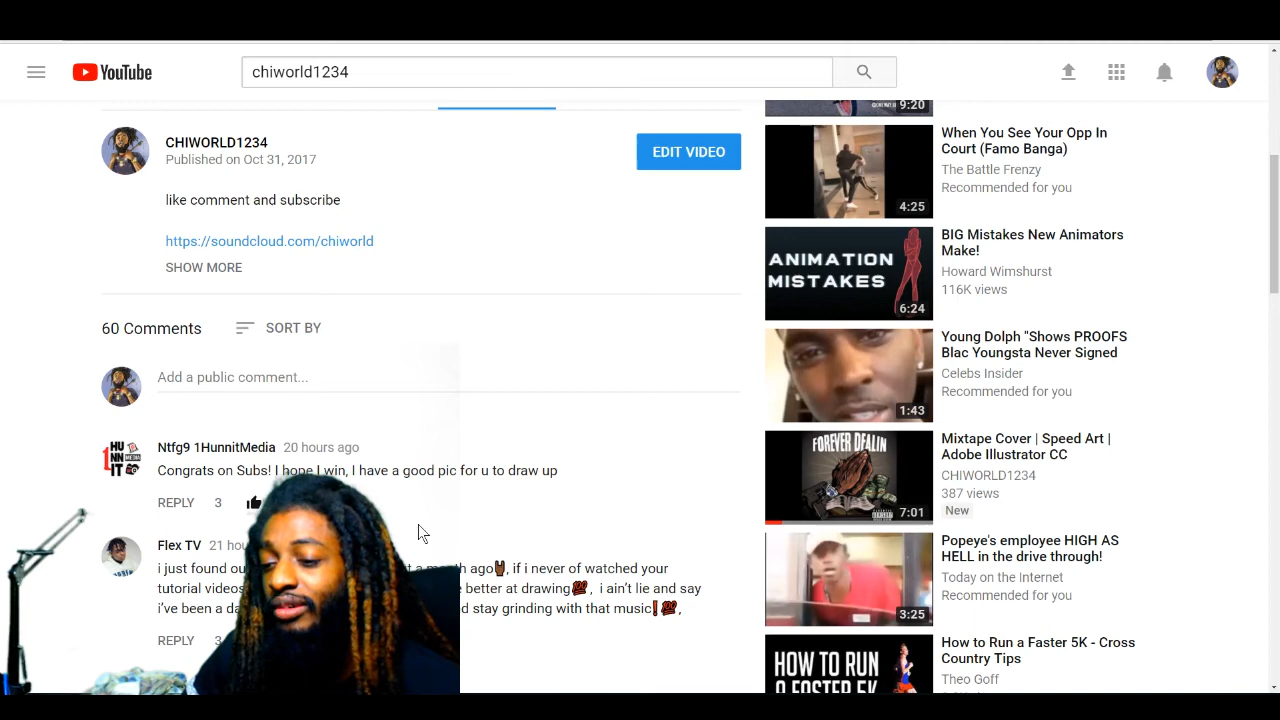 YouTube
chiworld1234
CHIWORLD1234
Published on Oct 31, 2017
EDIT VIDEO
like comment and subscribe
https://soundcloud.com/chiworld
SHOW MORE
60 Comments
SORT BY
Add a public comment...
HU
NN
IT
Ntfg9 1HunnitMedia 20 hours ago
Congrats on Subs! I hope I win, I have a good pic for u to draw up
REPLY 3
Flex TV 21
i just found ago🤘🏿, if i never of watched your
tutorial better at drawing💯, i ain't lie and say
i've been a stay grinding with that music❗💯,
REPLY 3
9:20
When You See Your Opp In
Court (Famo Banga)
The Battle Frenzy
Recommended for you
4:25
ANIMATION
MISTAKES
6:24
BIG Mistakes New Animators
Make!
Howard Wimshurst
116K views
Young Dolph "Shows PROOFS
Blac Youngsta Never Signed
Celebs Insider
Recommended for you
1:43
FOREVER DEALIN
7:01
Mixtape Cover | Speed Art |
Adobe Illustrator CC
CHIWORLD1234
387 views
New
Popeye's employee HIGH AS
HELL in the drive through!
Today on the Internet
Recommended for you
3:25
HOW TO RUN
A FASTER 5K
How to Run a Faster 5K - Cross
Country Tips
Theo Goff